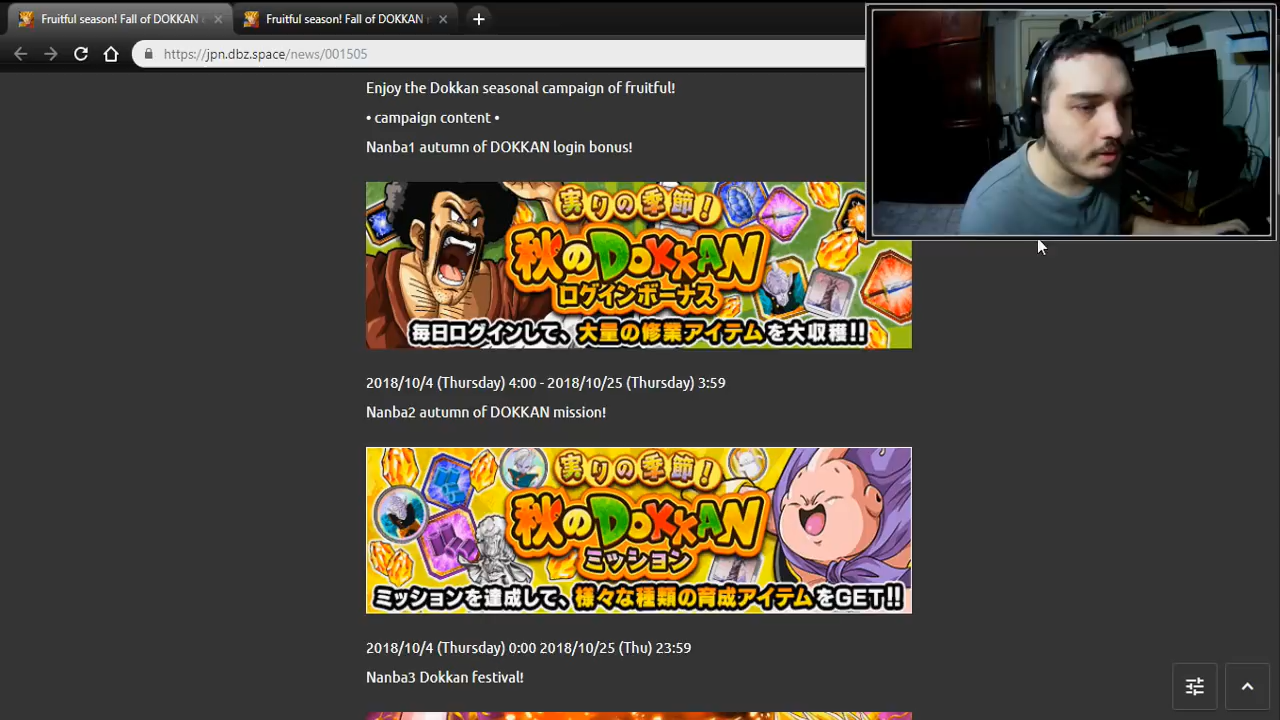 Fruitful season! Fall of DOKKAN
Fruitful season! Fall of DOKKAN
https://jpn.dbz.space/news/001505
Enjoy the Dokkan seasonal campaign of fruitful!
• campaign content •
Nanba1 autumn of DOKKAN login bonus!
実りの季節!
秋のDOKKAN
ログインボーナス
毎日ログインして、大量の修業アイテムを大収穫!!
2018/10/4 (Thursday) 4:00 - 2018/10/25 (Thursday) 3:59
Nanba2 autumn of DOKKAN mission!
実りの季節!
秋のDOKKAN
ミッション
ミッションを達成して、様々な種類の育成アイテムをGET!!
2018/10/4 (Thursday) 0:00 2018/10/25 (Thu) 23:59
Nanba3 Dokkan festival!